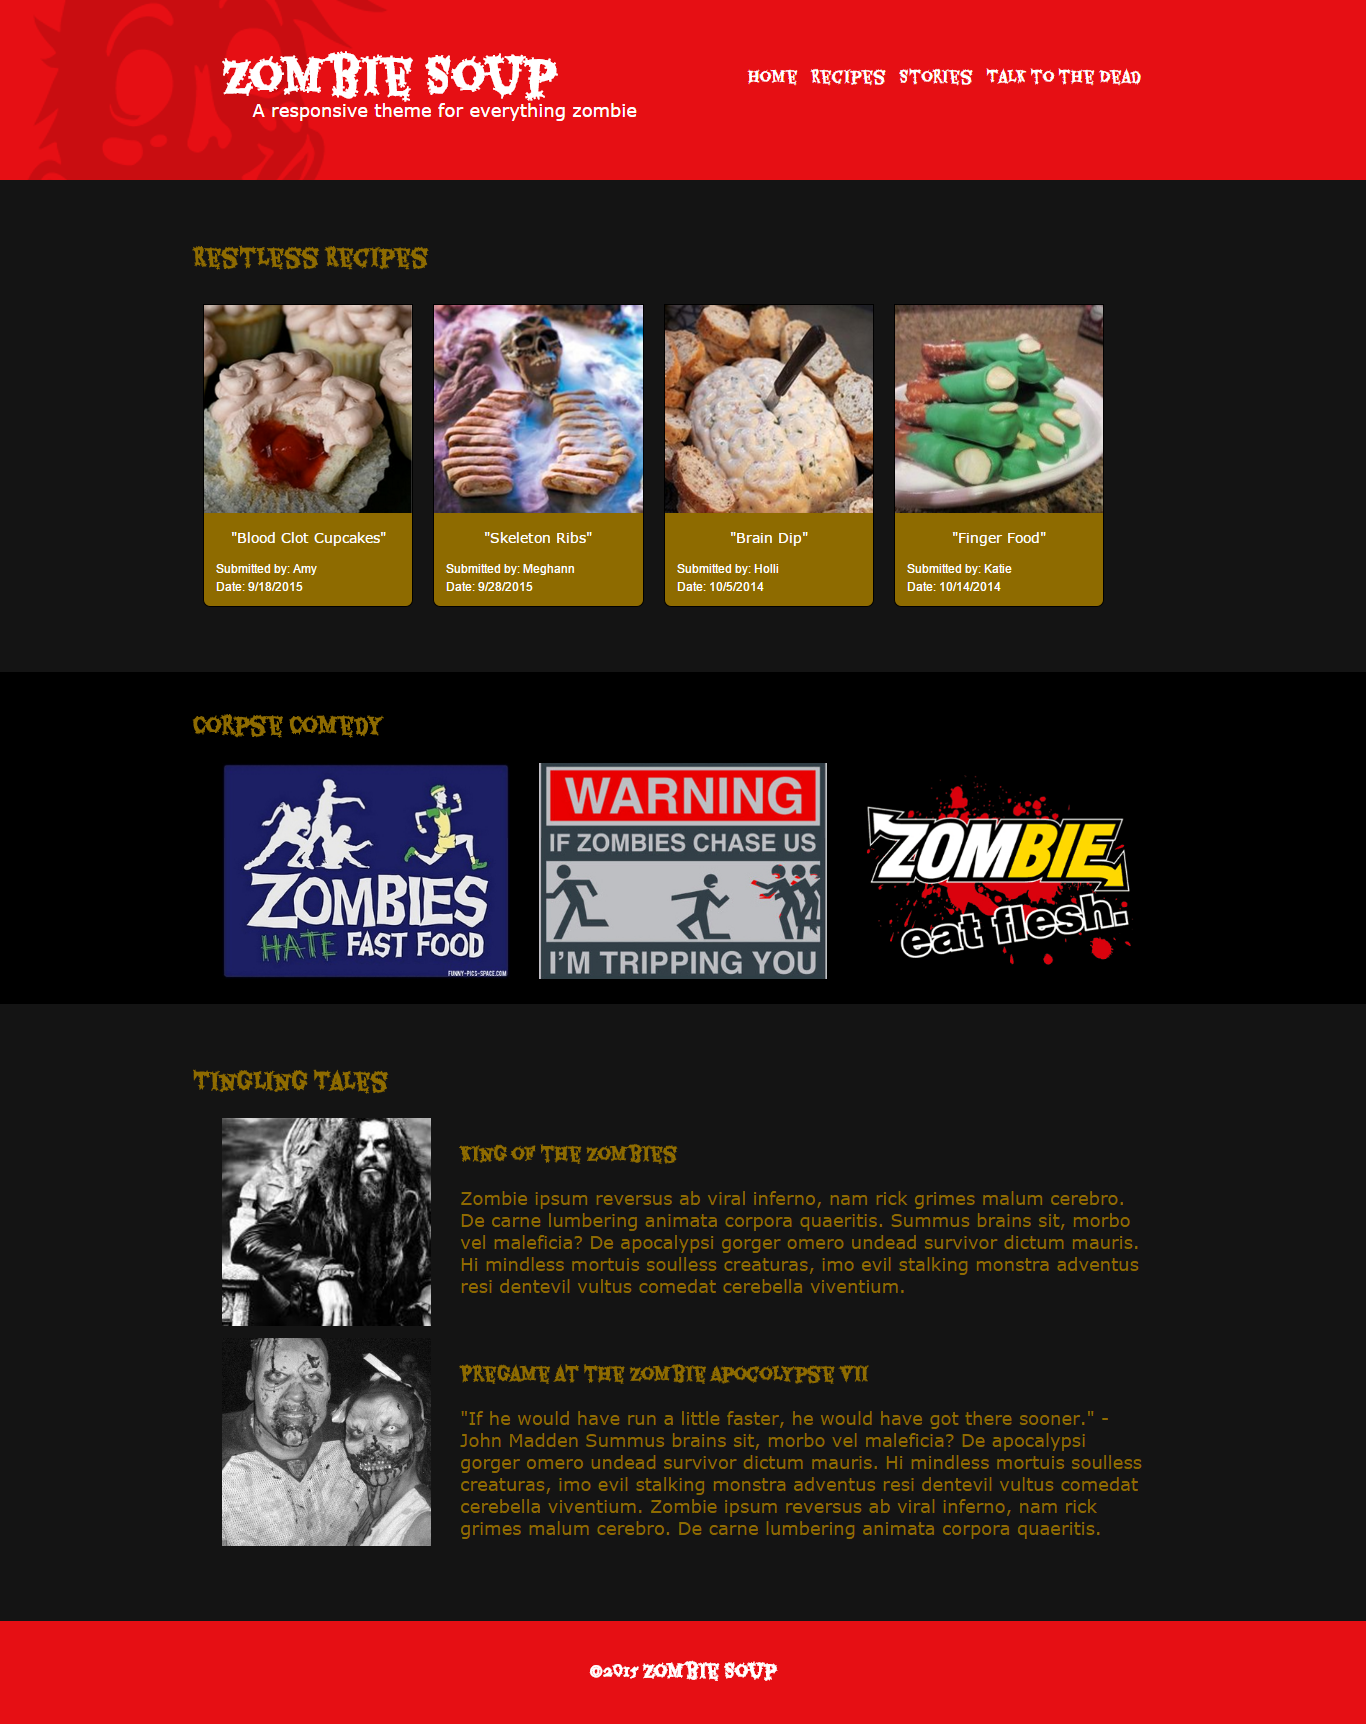 ZOMBIE SOUP
A responsive theme for everything zombie
HOME RECIPES STORIES TALK TO THE DEAD
RESTLESS RECIPES
"Blood Clot Cupcakes"
Submitted by: Amy
Date: 9/18/2015
"Skeleton Ribs"
Submitted by: Meghann
Date: 9/28/2015
"Brain Dip"
Submitted by: Holli
Date: 10/5/2014
"Finger Food"
Submitted by: Katie
Date: 10/14/2014
CORPSE COMEDY
ZOMBIES
HATE FAST FOOD
FUNNY-PICS-SPACE.COM
WARNING
IF ZOMBIES CHASE US
I'M TRIPPING YOU
ZOMBIE
eat flesh.
TINGLING TALES
KING OF THE ZOMBIES
Zombie ipsum reversus ab viral inferno, nam rick grimes malum cerebro.
De carne lumbering animata corpora quaeritis. Summus brains sit, morbo
vel maleficia? De apocalypsi gorger omero undead survivor dictum mauris.
Hi mindless mortuis soulless creaturas, imo evil stalking monstra adventus
resi dentevil vultus comedat cerebella viventium.
PREGAME AT THE ZOMBIE APOCOLYPSE VII
"If he would have run a little faster, he would have got there sooner." -
John Madden Summus brains sit, morbo vel maleficia? De apocalypsi
gorger omero undead survivor dictum mauris. Hi mindless mortuis soulless
creaturas, imo evil stalking monstra adventus resi dentevil vultus comedat
cerebella viventium. Zombie ipsum reversus ab viral inferno, nam rick
grimes malum cerebro. De carne lumbering animata corpora quaeritis.
©2015 ZOMBIE SOUP